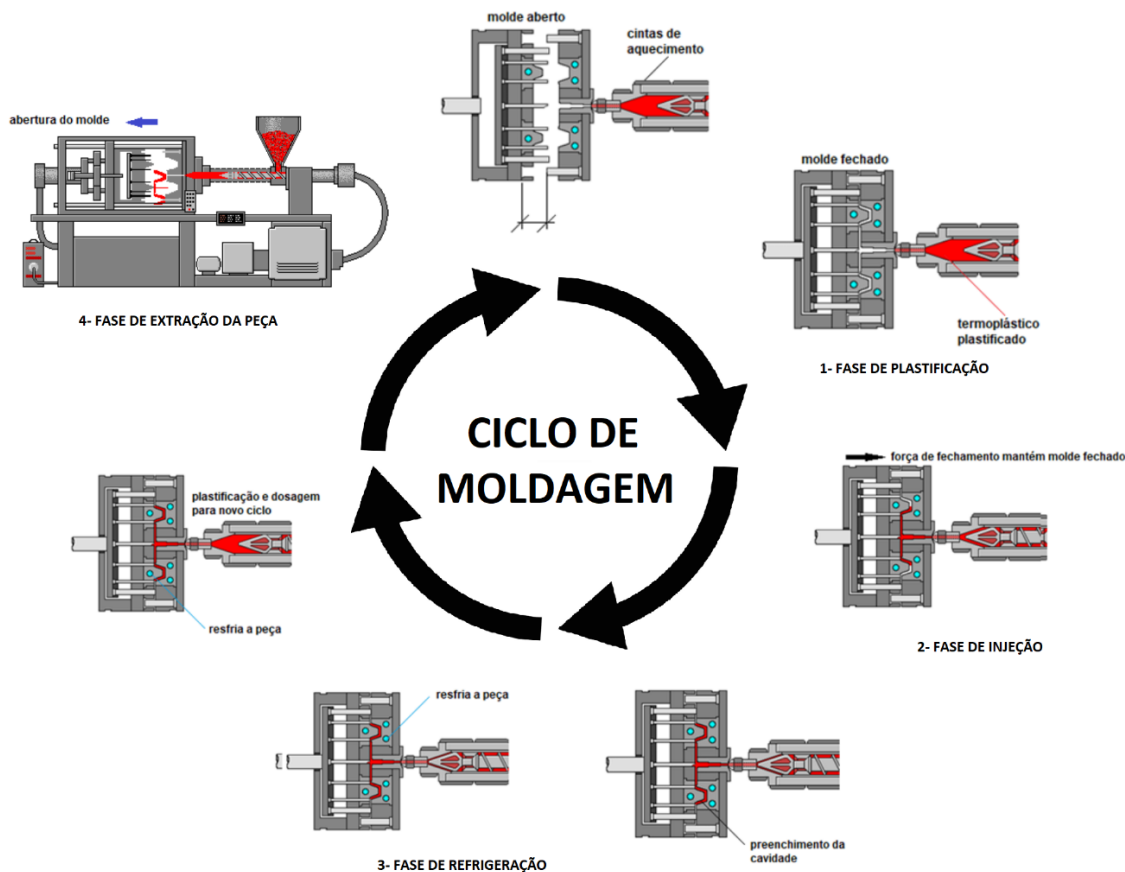 molde aberto
cintas de
aquecimento
abertura do molde
4- FASE DE EXTRAÇÃO DA PEÇA
molde fechado
termoplástico
plastificado
1- FASE DE PLASTIFICAÇÃO
CICLO DE
MOLDAGEM
força de fechamento mantém molde fechado
2- FASE DE INJEÇÃO
plastificação e dosagem
para novo ciclo
resfria a peça
resfria a peça
preenchimento da
cavidade
3- FASE DE REFRIGERAÇÃO